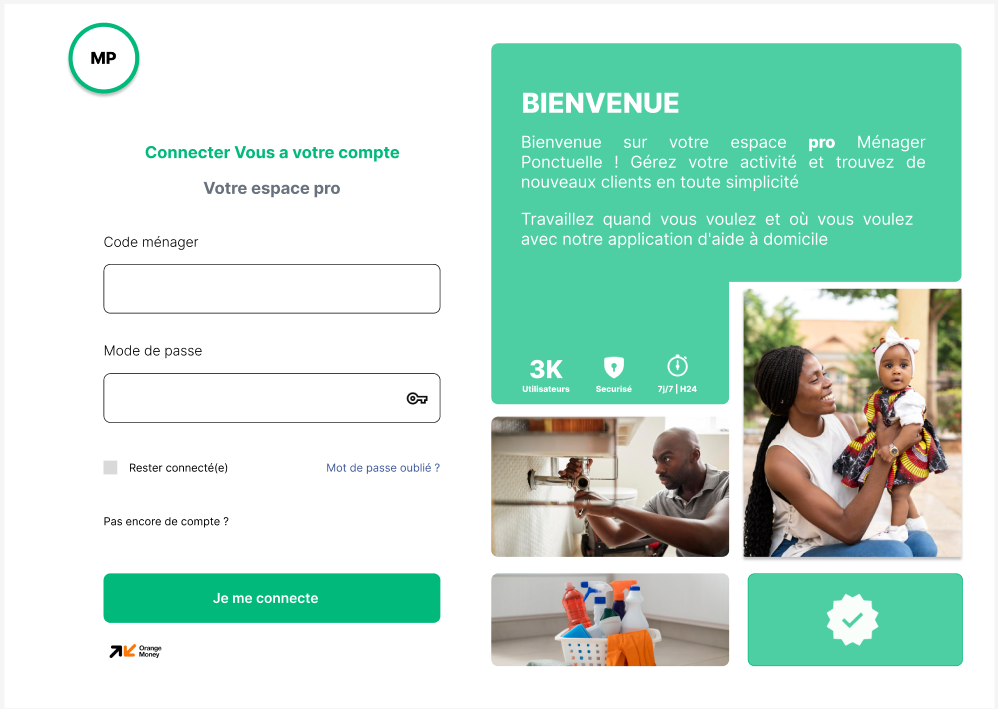 MP
Connecter Vous a votre compte
Votre espace pro
Code ménager
Mode de passe
Rester connecté(e)
Mot de passe oublié ?
Pas encore de compte ?
Je me connecte
Orange
Money
BIENVENUE
Bienvenue sur votre espace pro Ménager
Ponctuelle ! Gérez votre activité et trouvez de
nouveaux clients en toute simplicité
Travaillez quand vous voulez et où vous voulez
avec notre application d'aide à domicile
3K
Utilisateurs
Securisé
7j/7 | H24